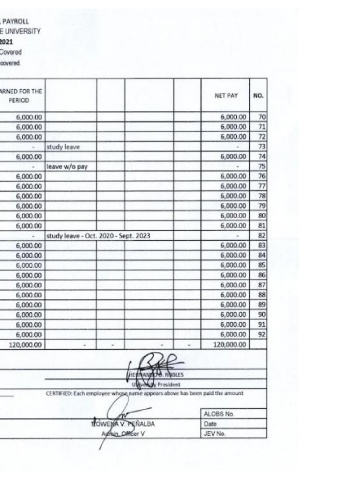 PAYROLL
E UNIVERSITY
2021
Covered
covered
ARNED FOR THE PERIOD NET PAY NO.
6,000.00 6,000.00 70
6,000.00 6,000.00 71
6,000.00 6,000.00 72
- study leave - 73
6,000.00 6,000.00 74
- leave w/o pay - 75
6,000.00 6,000.00 76
6,000.00 6,000.00 77
6,000.00 6,000.00 78
6,000.00 6,000.00 79
6,000.00 6,000.00 80
6,000.00 6,000.00 81
- study leave - Oct. 2020 - Sept. 2023 - 82
6,000.00 6,000.00 83
6,000.00 6,000.00 84
6,000.00 6,000.00 85
6,000.00 6,000.00 86
6,000.00 6,000.00 87
6,000.00 6,000.00 88
6,000.00 6,000.00 89
6,000.00 6,000.00 90
6,000.00 6,000.00 91
6,000.00 6,000.00 92
120,000.00 - - - - 120,000.00
ROBLES
University President
CERTIFIED: Each employee whose name appears above has been paid the amount
ROWENA V. PEÑALBA
Admin. Officer V
ALOBS No.
Date
JEV No.